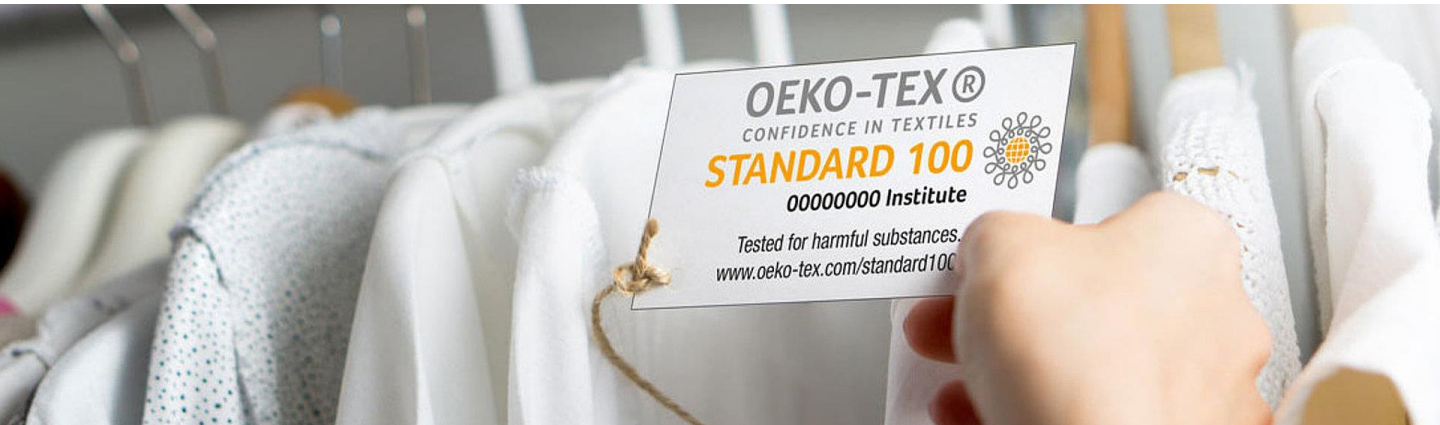 OEKO-TEX®
CONFIDENCE IN TEXTILES
STANDARD 100
00000000 Institute
Tested for harmful substances.
www.oeko-tex.com/standard100